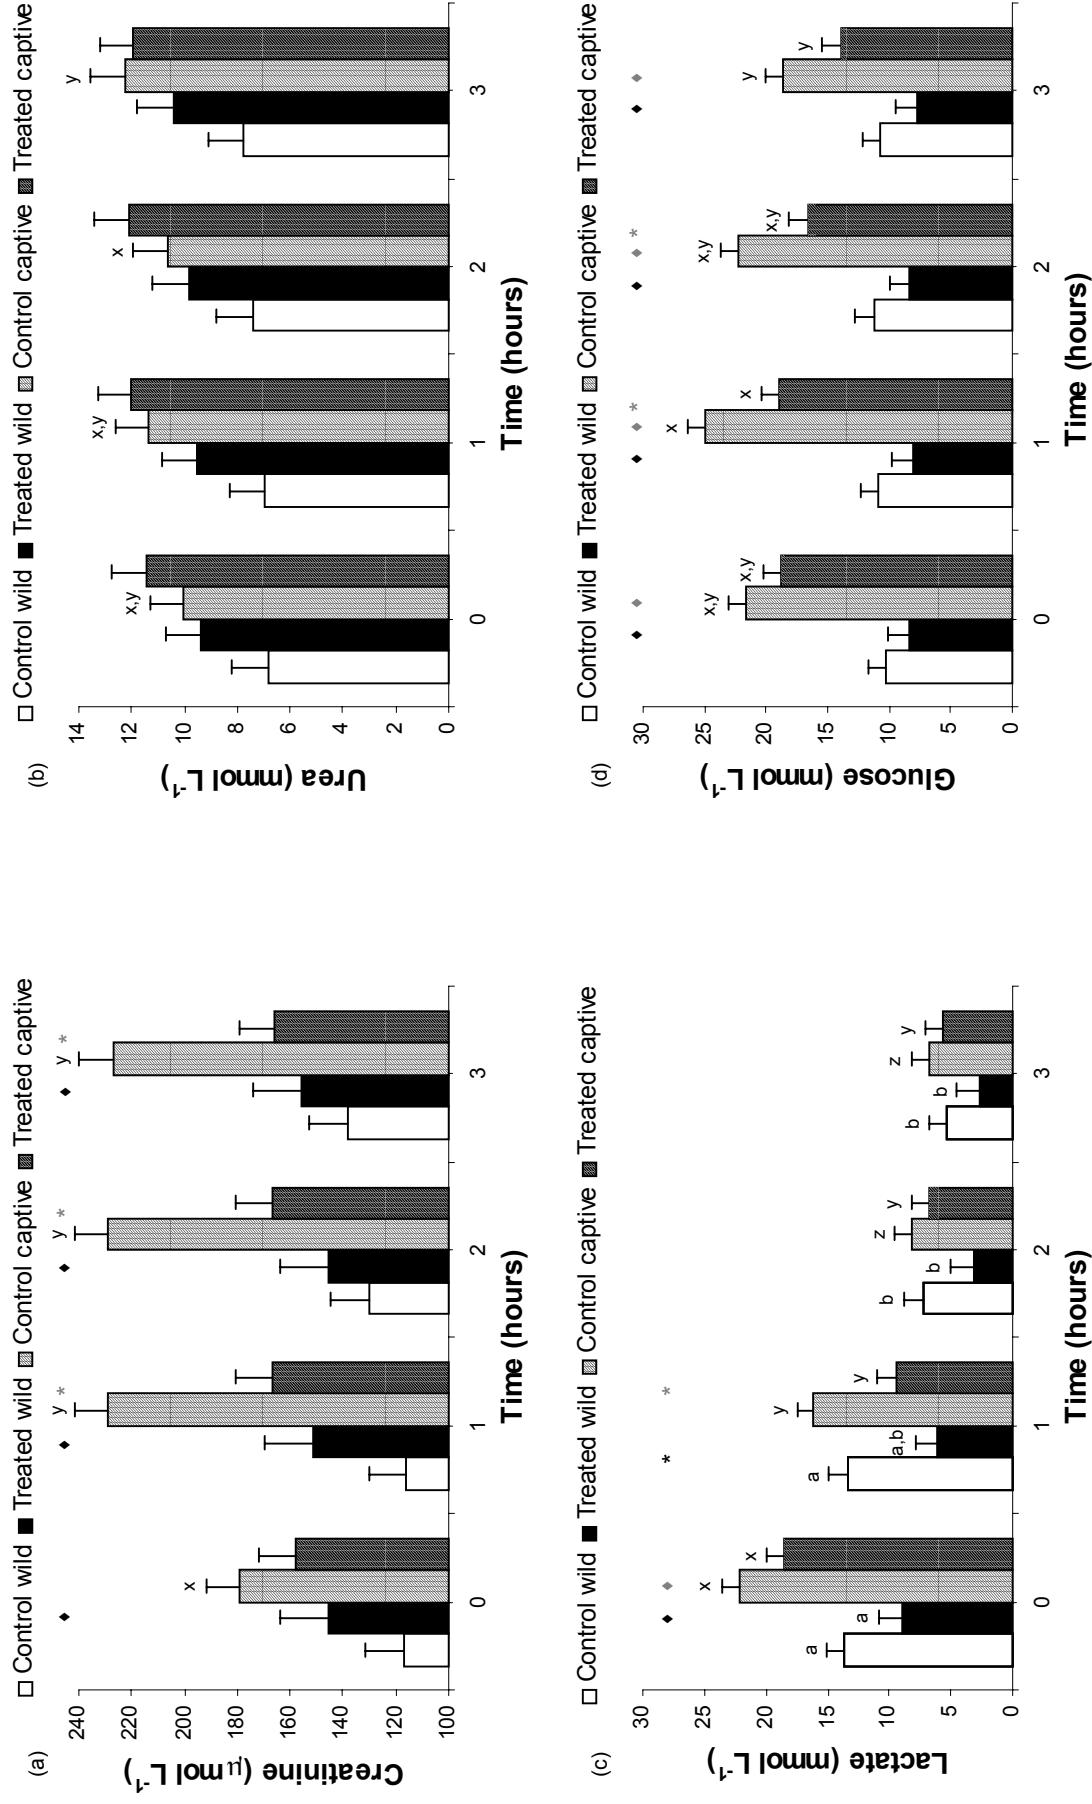 (a)
□ Control wild ■ Treated wild ▒ Control captive ▓ Treated captive
240
220
200
180
160
140
120
100
Creatinine (μmol L-1)
x
y
y
y
♦
♦
♦
♦
*
*
*
0 1 2 3
Time (hours)
(b)
□ Control wild ■ Treated wild ▒ Control captive ▓ Treated captive
14
12
10
8
6
4
2
0
Urea (mmol L-1)
x,y
x,y
x
y
0 1 2 3
Time (hours)
(c)
□ Control wild ■ Treated wild ▒ Control captive ▓ Treated captive
30
25
20
15
10
5
0
Lactate (mmol L-1)
♦ ♦ * *
a a x x
a a,b y y
b b z y
b b z y
0 1 2 3
Time (hours)
(d)
□ Control wild ■ Treated wild ▒ Control captive ▓ Treated captive
30
25
20
15
10
5
0
Glucose (mmol L-1)
♦ ♦ ♦ ♦ * ♦ ♦ * ♦ ♦
x,y x,y
x x
x,y x,y
y y
0 1 2 3
Time (hours)